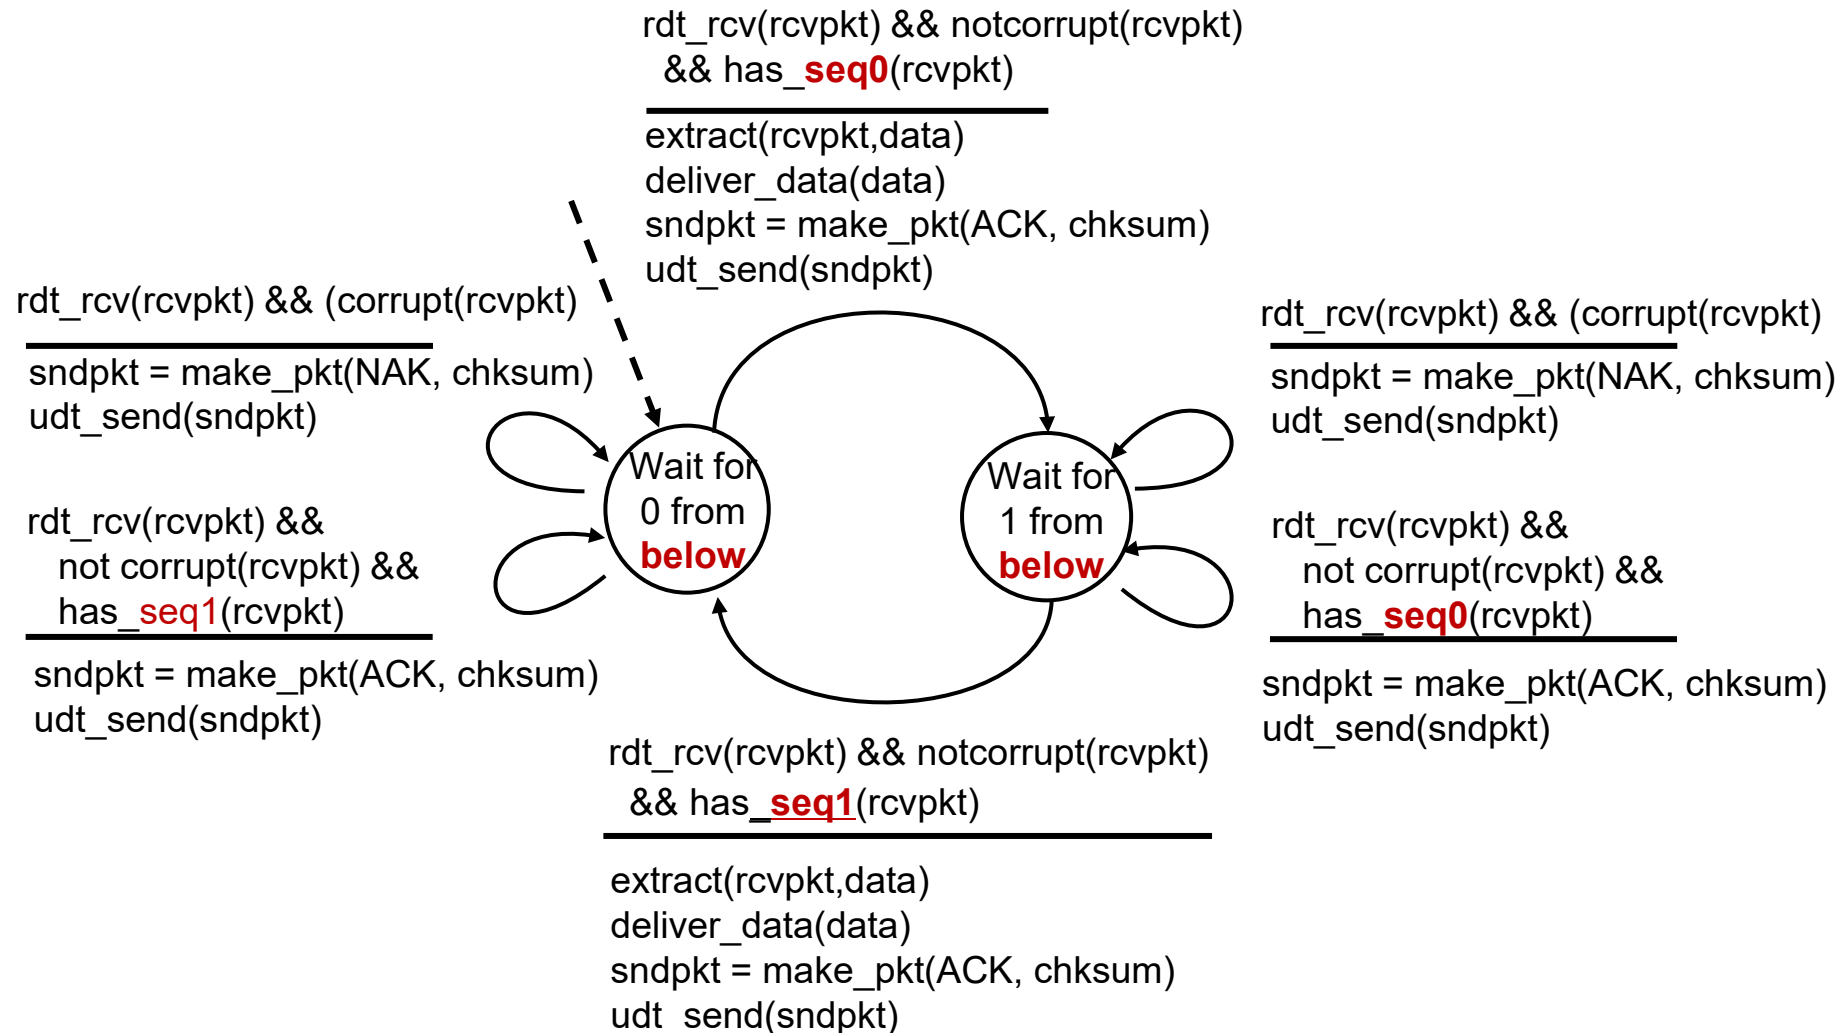 rdt_rcv(rcvpkt) && notcorrupt(rcvpkt)
&& has_seq0(rcvpkt)
extract(rcvpkt,data)
deliver_data(data)
sndpkt = make_pkt(ACK, chksum)
udt_send(sndpkt)
rdt_rcv(rcvpkt) && (corrupt(rcvpkt)
sndpkt = make_pkt(NAK, chksum)
udt_send(sndpkt)
rdt_rcv(rcvpkt) &&
not corrupt(rcvpkt) &&
has_seq1(rcvpkt)
sndpkt = make_pkt(ACK, chksum)
udt_send(sndpkt)
Wait for
0 from
below
Wait for
1 from
below
rdt_rcv(rcvpkt) && (corrupt(rcvpkt)
sndpkt = make_pkt(NAK, chksum)
udt_send(sndpkt)
rdt_rcv(rcvpkt) &&
not corrupt(rcvpkt) &&
has_seq0(rcvpkt)
sndpkt = make_pkt(ACK, chksum)
udt_send(sndpkt)
rdt_rcv(rcvpkt) && notcorrupt(rcvpkt)
&& has_seq1(rcvpkt)
extract(rcvpkt,data)
deliver_data(data)
sndpkt = make_pkt(ACK, chksum)
udt_send(sndpkt)